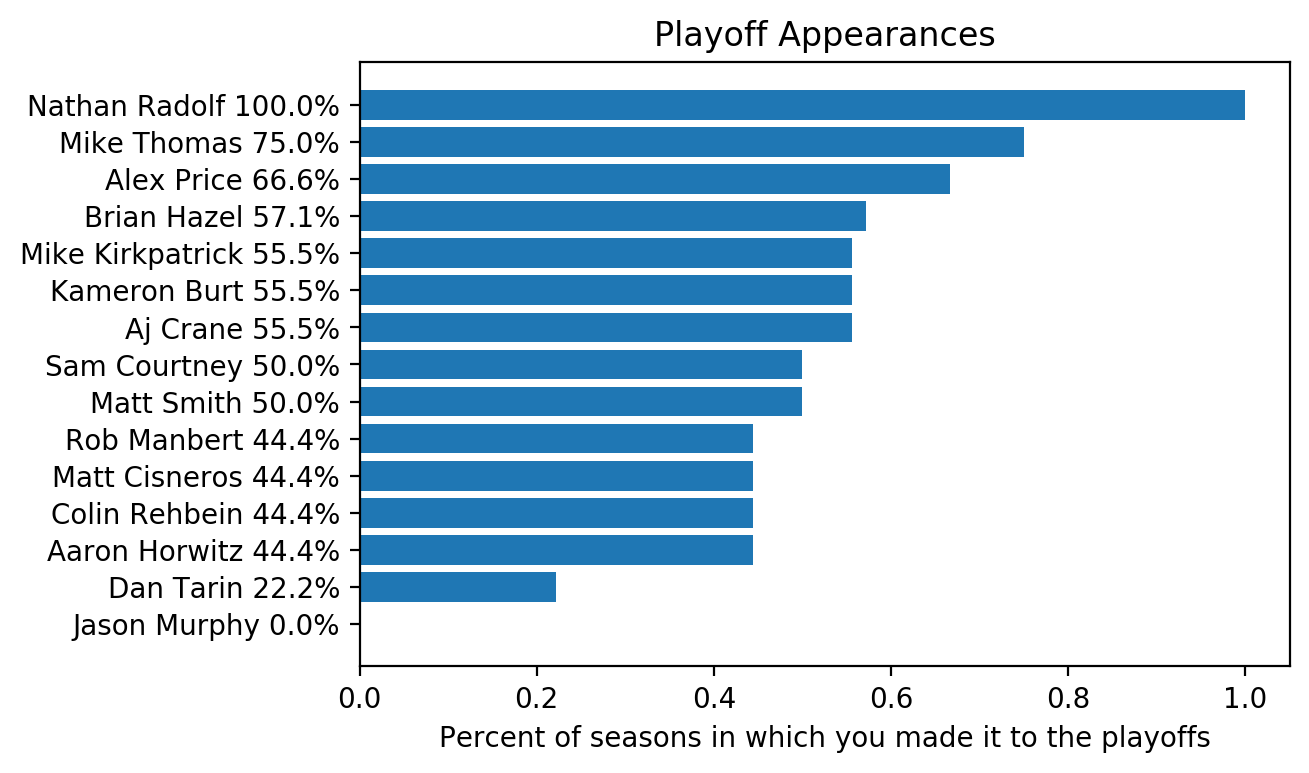 Playoff Appearances
Nathan Radolf 100.0%
Mike Thomas 75.0%
Alex Price 66.6%
Brian Hazel 57.1%
Mike Kirkpatrick 55.5%
Kameron Burt 55.5%
Aj Crane 55.5%
Sam Courtney 50.0%
Matt Smith 50.0%
Rob Manbert 44.4%
Matt Cisneros 44.4%
Colin Rehbein 44.4%
Aaron Horwitz 44.4%
Dan Tarin 22.2%
Jason Murphy 0.0%
0.0 0.2 0.4 0.6 0.8 1.0
Percent of seasons in which you made it to the playoffs